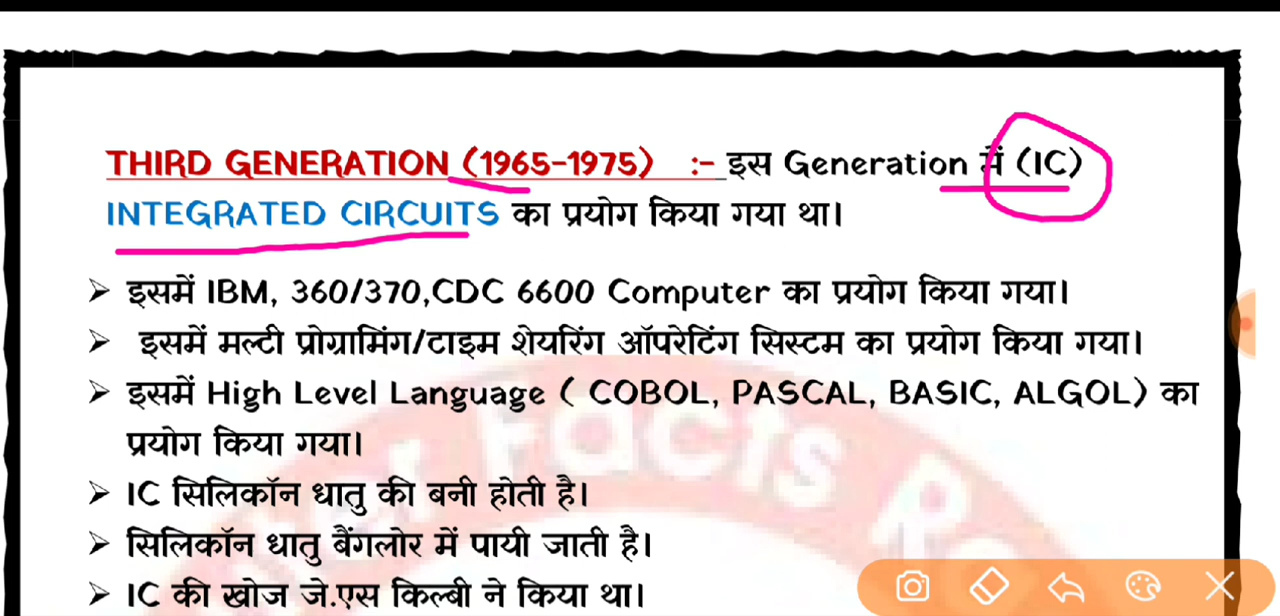 THIRD GENERATION (1965-1975) :- इस Generation में (IC)
INTEGRATED CIRCUITS का प्रयोग किया गया था।
➢ इसमें IBM, 360/370,CDC 6600 Computer का प्रयोग किया गया।
➢ इसमें मल्टी प्रोग्रामिंग/टाइम शेयरिंग ऑपरेटिंग सिस्टम का प्रयोग किया गया।
➢ इसमें High Level Language ( COBOL, PASCAL, BASIC, ALGOL) का
प्रयोग किया गया।
➢ IC सिलिकॉन धातु की बनी होती है।
➢ सिलिकॉन धातु बैंगलोर में पायी जाती है।
➢ IC की खोज जे.एस किल्बी ने किया था।